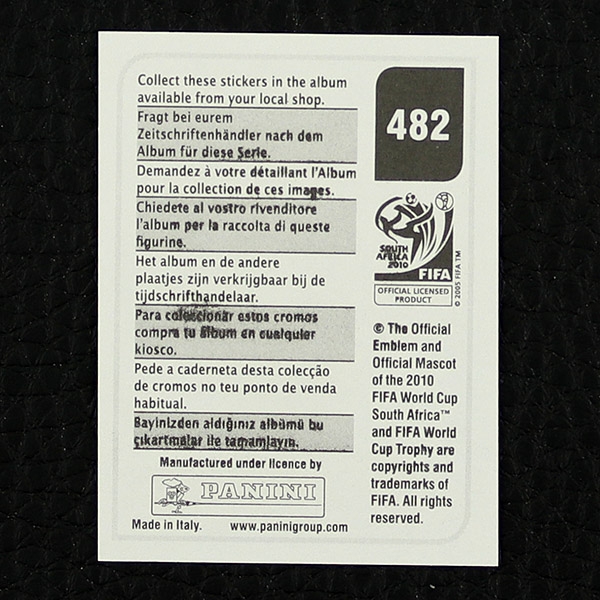 Collect these stickers in the album
available from your local shop.
Fragt bei eurem
Zeitschriftenhändler nach dem
Album für diese Serie.
Demandez à votre détaillant l'Album
pour la collection de ces images.
Chiedete al vostro rivenditore
l'album per la raccolta di queste
figurine.
Het album en de andere
plaatjes zijn verkrijgbaar bij de
tijdschrifthandelaar.
Para coleccionar estos cromos
compra tu álbum en cualquier
kiosco.
Pede a caderneta desta colecção
de cromos no teu ponto de venda
habitual.
Bayinizden aldığınız albümü bu
çıkartmalar ile tamamlayın.
Manufactured under licence by
PANINI
Made in Italy. www.paninigroup.com
482
SOUTH
AFRICA
2010
FIFA
OFFICIAL LICENSED
PRODUCT
© 2005 FIFA TM
© The Official
Emblem and
Official Mascot
of the 2010
FIFA World Cup
South Africa™
and FIFA World
Cup Trophy are
copyrights and
trademarks of
FIFA. All rights
reserved.